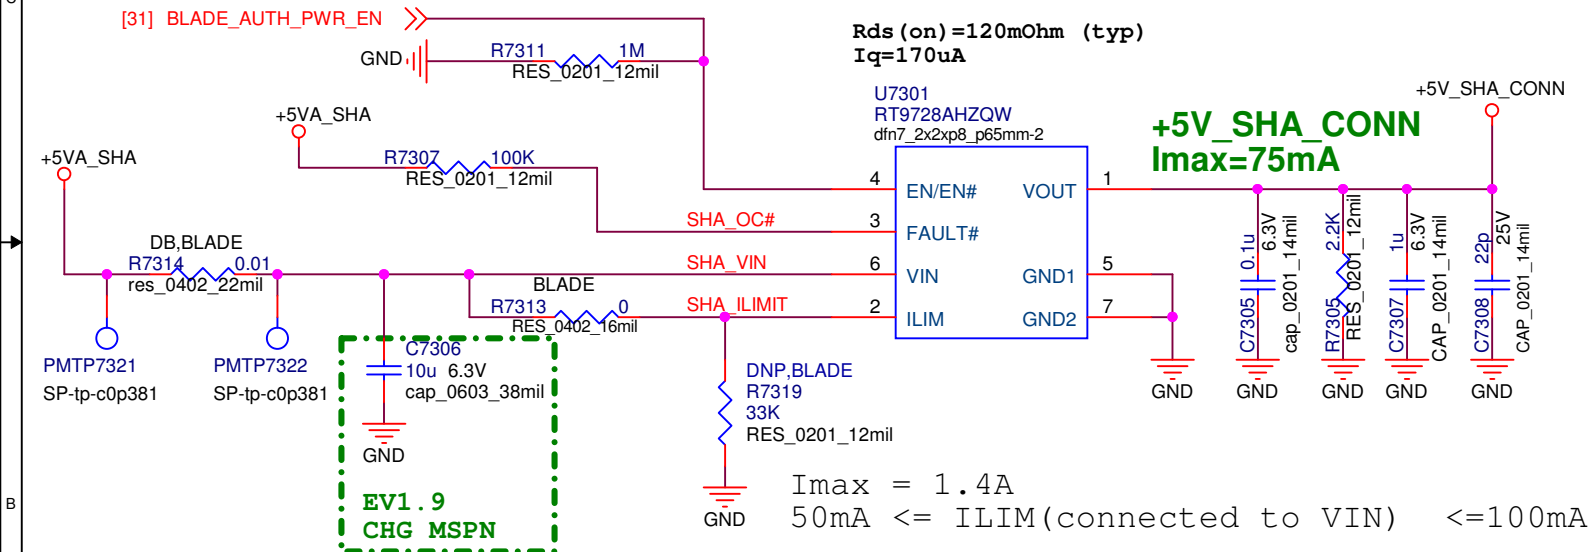 [31] BLADE_AUTH_PWR_EN
GND
R7311
1M
RES_0201_12mil
Rds(on)=120mOhm (typ)
Iq=170uA
+5VA_SHA
+5VA_SHA
R7307
100K
RES_0201_12mil
U7301
RT9728AHZQW
dfn7_2x2xp8_p65mm-2
+5V_SHA_CONN
+5V_SHA_CONN
Imax=75mA
4
EN/EN#
VOUT
1
SHA_OC#
3
FAULT#
DB,BLADE
R7314
0.01
res_0402_22mil
SHA_VIN
6
VIN
GND1
5
BLADE
R7313
0
RES_0402_16mil
SHA_ILIMIT
2
ILIM
GND2
7
PMTP7321
SP-tp-c0p381
PMTP7322
SP-tp-c0p381
C7306
10u 6.3V
cap_0603_38mil
GND
EV1.9
CHG MSPN
DNP,BLADE
R7319
33K
RES_0201_12mil
GND
GND
C7305 0.1u
6.3V
cap_0201_14mil
GND
R7305 2.2K
RES_0201_12mil
GND
C7307 1u
6.3V
CAP_0201_14mil
GND
C7308 22p
25V
CAP_0201_14mil
GND
Imax = 1.4A
50mA <= ILIM(connected to VIN) <=100mA
B